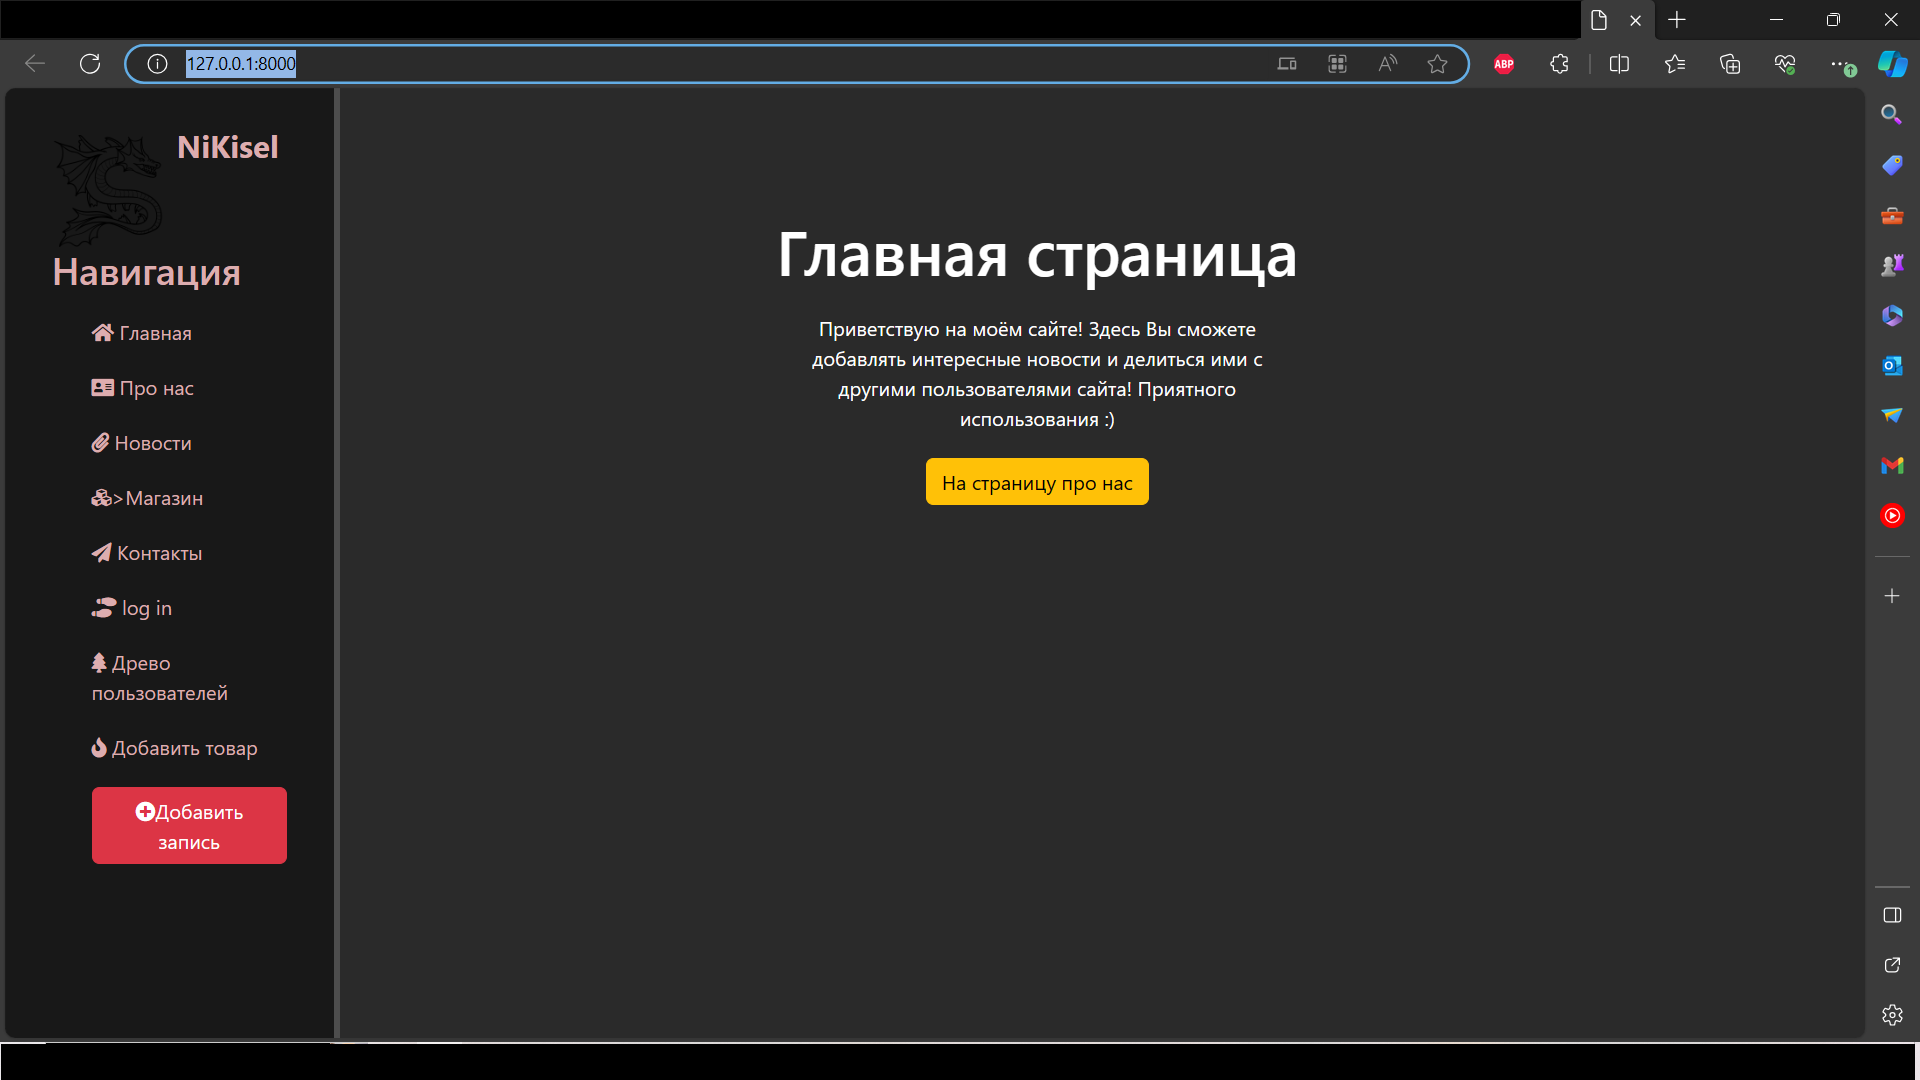 127.0.0.1:8000
ABP
NiKisel
Навигация
Главная
Про нас
Новости
>Магазин
Контакты
log in
Древо
пользователей
Добавить товар
Добавить
запись
Главная страница
Приветствую на моём сайте! Здесь Вы сможете
добавлять интересные новости и делиться ими с
другими пользователями сайта! Приятного
использования :)
На страницу про нас